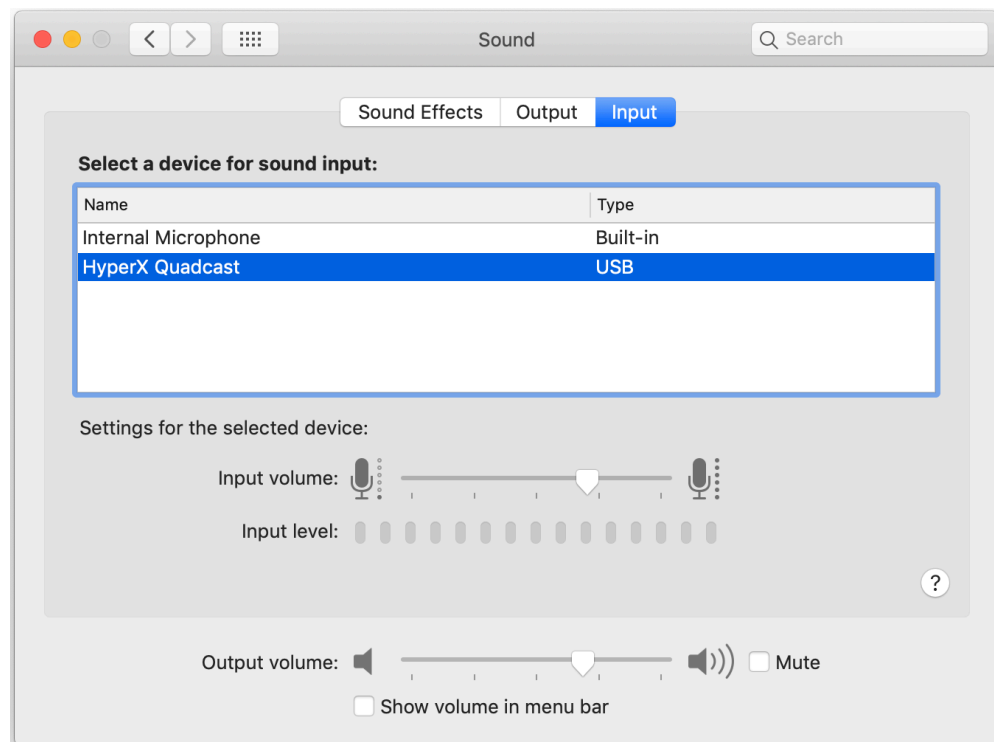 Sound
Search
Sound Effects Output Input
Select a device for sound input:
Name Type
Internal Microphone Built-in
HyperX Quadcast USB
Settings for the selected device:
Input volume:
Input level:
?
Output volume: Mute
Show volume in menu bar